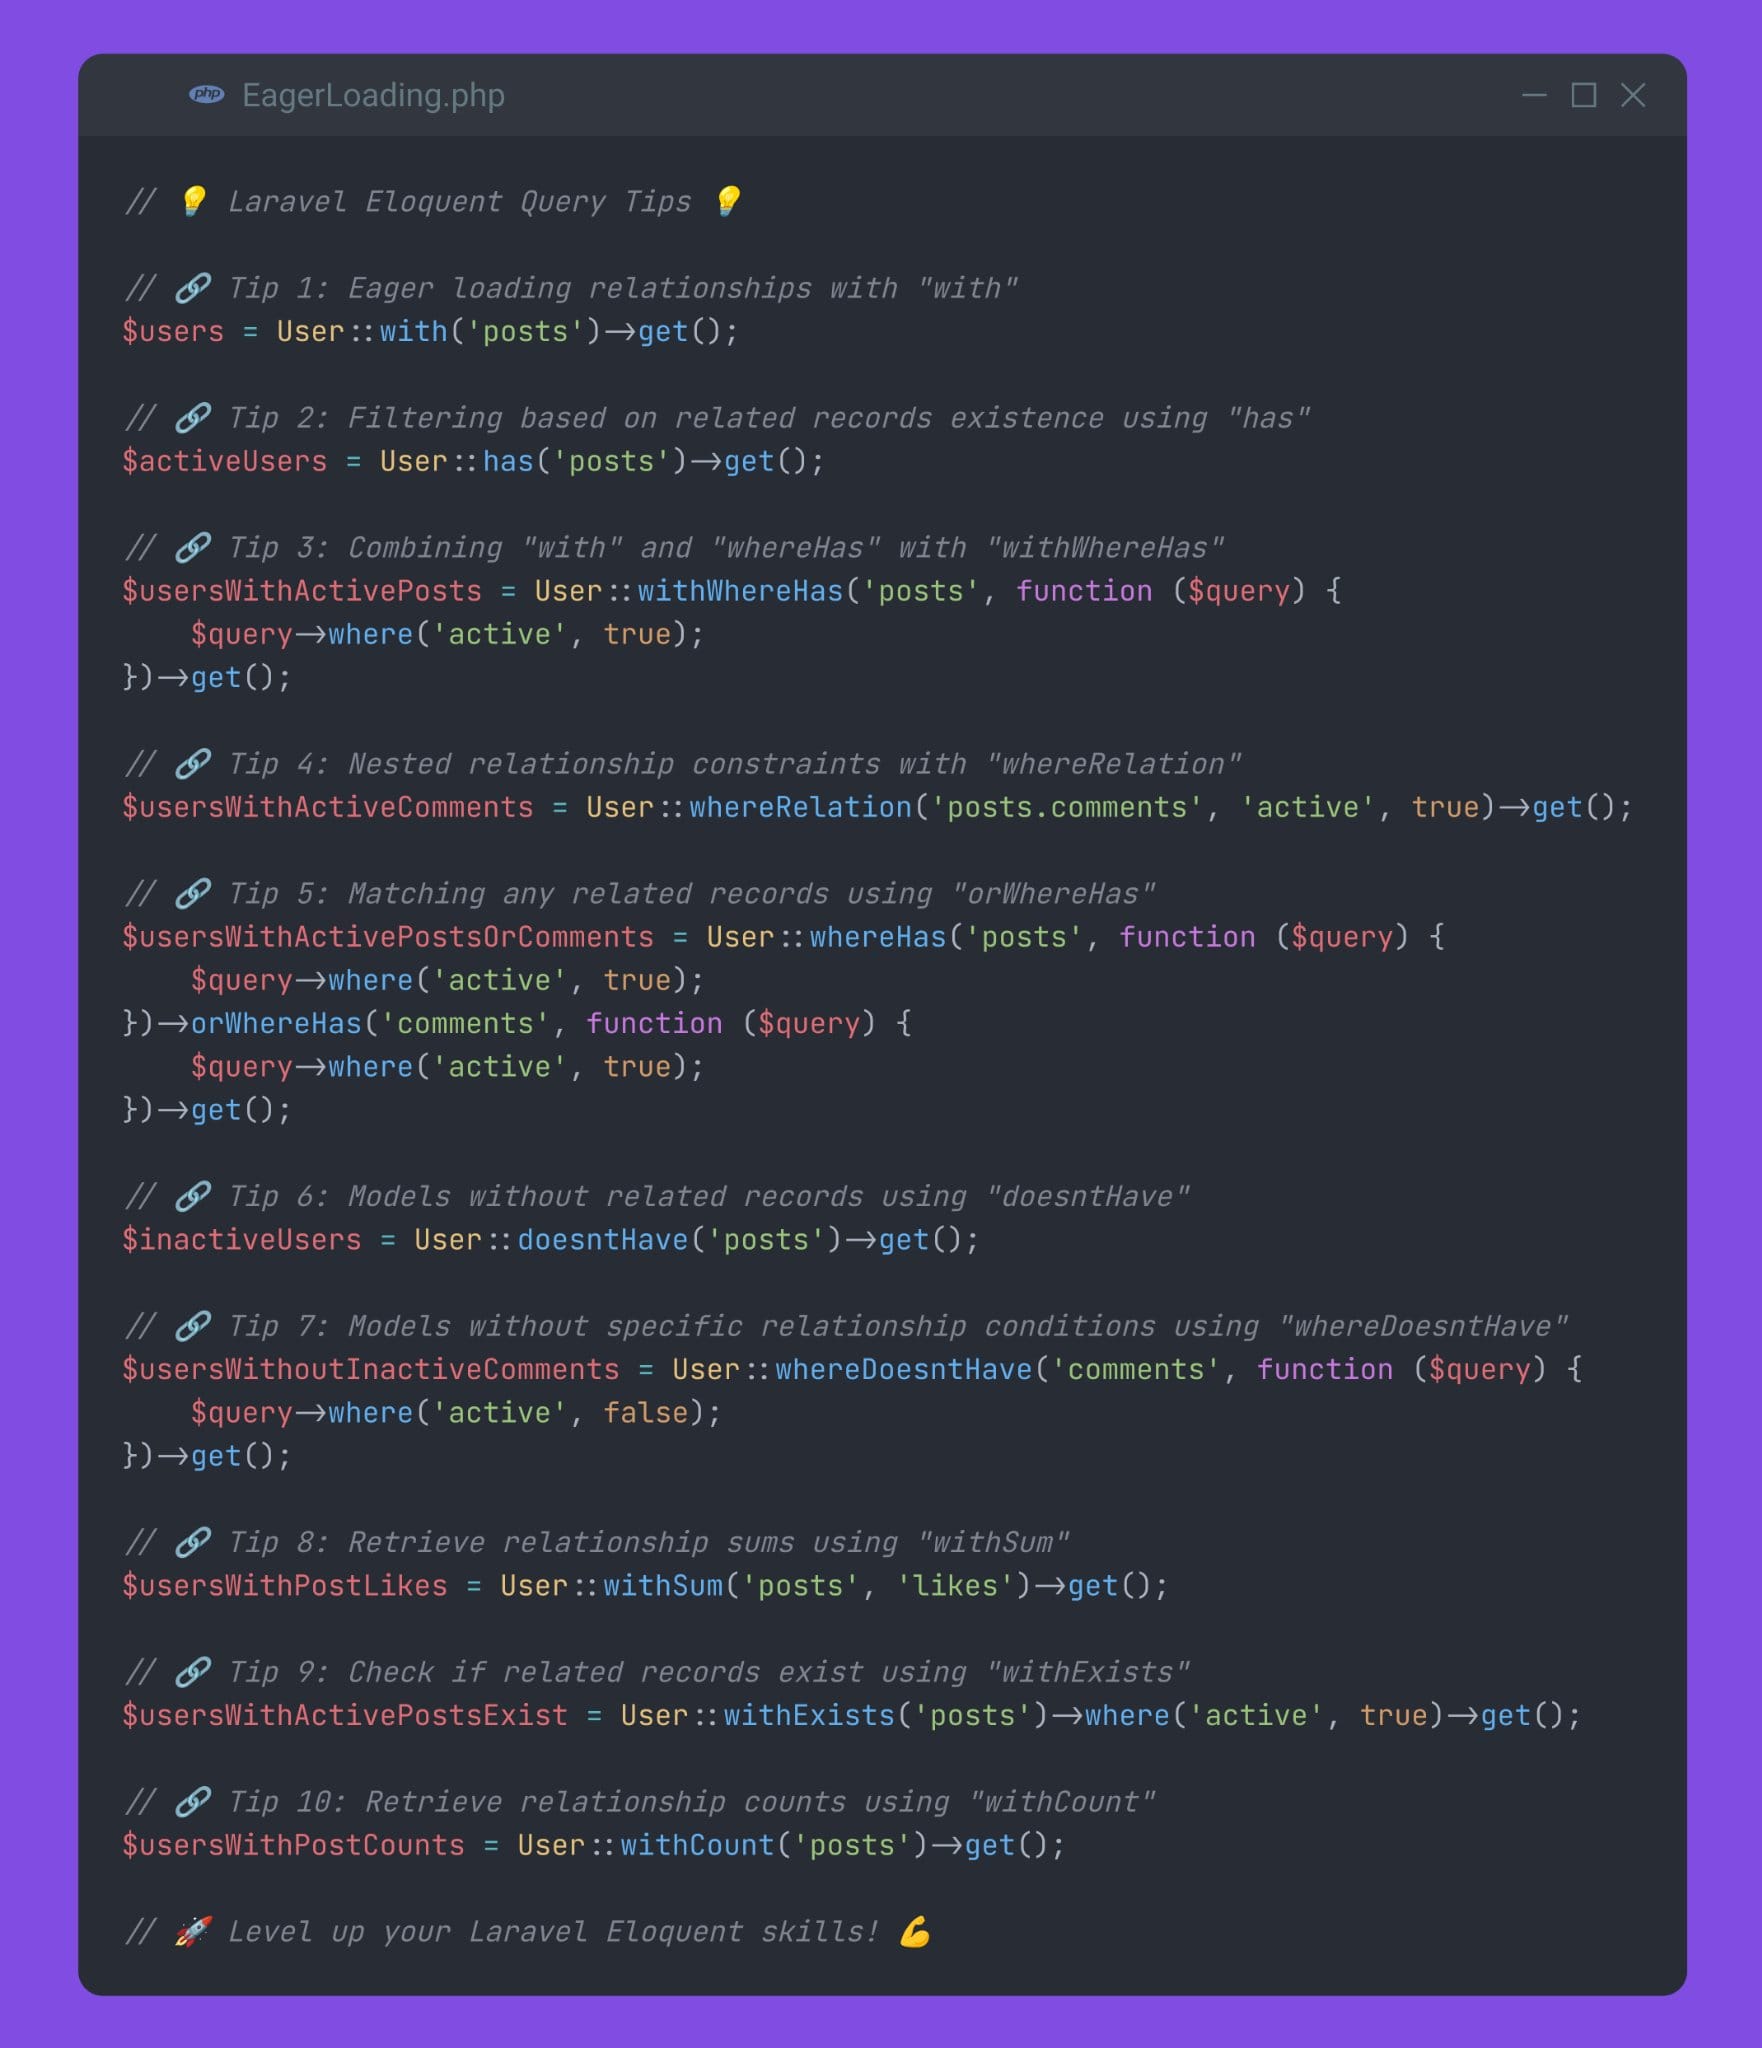 php EagerLoading.php
// 💡 Laravel Eloquent Query Tips 💡
// 🔗 Tip 1: Eager loading relationships with "with"
$users = User::with('posts')->get();
// 🔗 Tip 2: Filtering based on related records existence using "has"
$activeUsers = User::has('posts')->get();
// 🔗 Tip 3: Combining "with" and "whereHas" with "withWhereHas"
$usersWithActivePosts = User::withWhereHas('posts', function ($query) {
    $query->where('active', true);
})->get();
// 🔗 Tip 4: Nested relationship constraints with "whereRelation"
$usersWithActiveComments = User::whereRelation('posts.comments', 'active', true)->get();
// 🔗 Tip 5: Matching any related records using "orWhereHas"
$usersWithActivePostsOrComments = User::whereHas('posts', function ($query) {
    $query->where('active', true);
})->orWhereHas('comments', function ($query) {
    $query->where('active', true);
})->get();
// 🔗 Tip 6: Models without related records using "doesntHave"
$inactiveUsers = User::doesntHave('posts')->get();
// 🔗 Tip 7: Models without specific relationship conditions using "whereDoesntHave"
$usersWithoutInactiveComments = User::whereDoesntHave('comments', function ($query) {
    $query->where('active', false);
})->get();
// 🔗 Tip 8: Retrieve relationship sums using "withSum"
$usersWithPostLikes = User::withSum('posts', 'likes')->get();
// 🔗 Tip 9: Check if related records exist using "withExists"
$usersWithActivePostsExist = User::withExists('posts')->where('active', true)->get();
// 🔗 Tip 10: Retrieve relationship counts using "withCount"
$usersWithPostCounts = User::withCount('posts')->get();
// 🚀 Level up your Laravel Eloquent skills! 💪